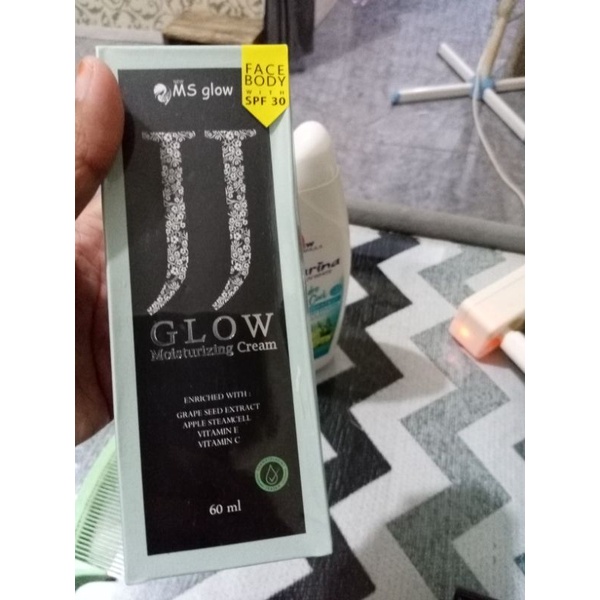 MS glow
FACE
BODY
WITH
SPF 30
JJ
GLOW
Moisturizing Cream
ENRICHED WITH :
GRAPE SEED EXTRACT
APPLE STEAMCELL
VITAMIN E
VITAMIN C
60 ml